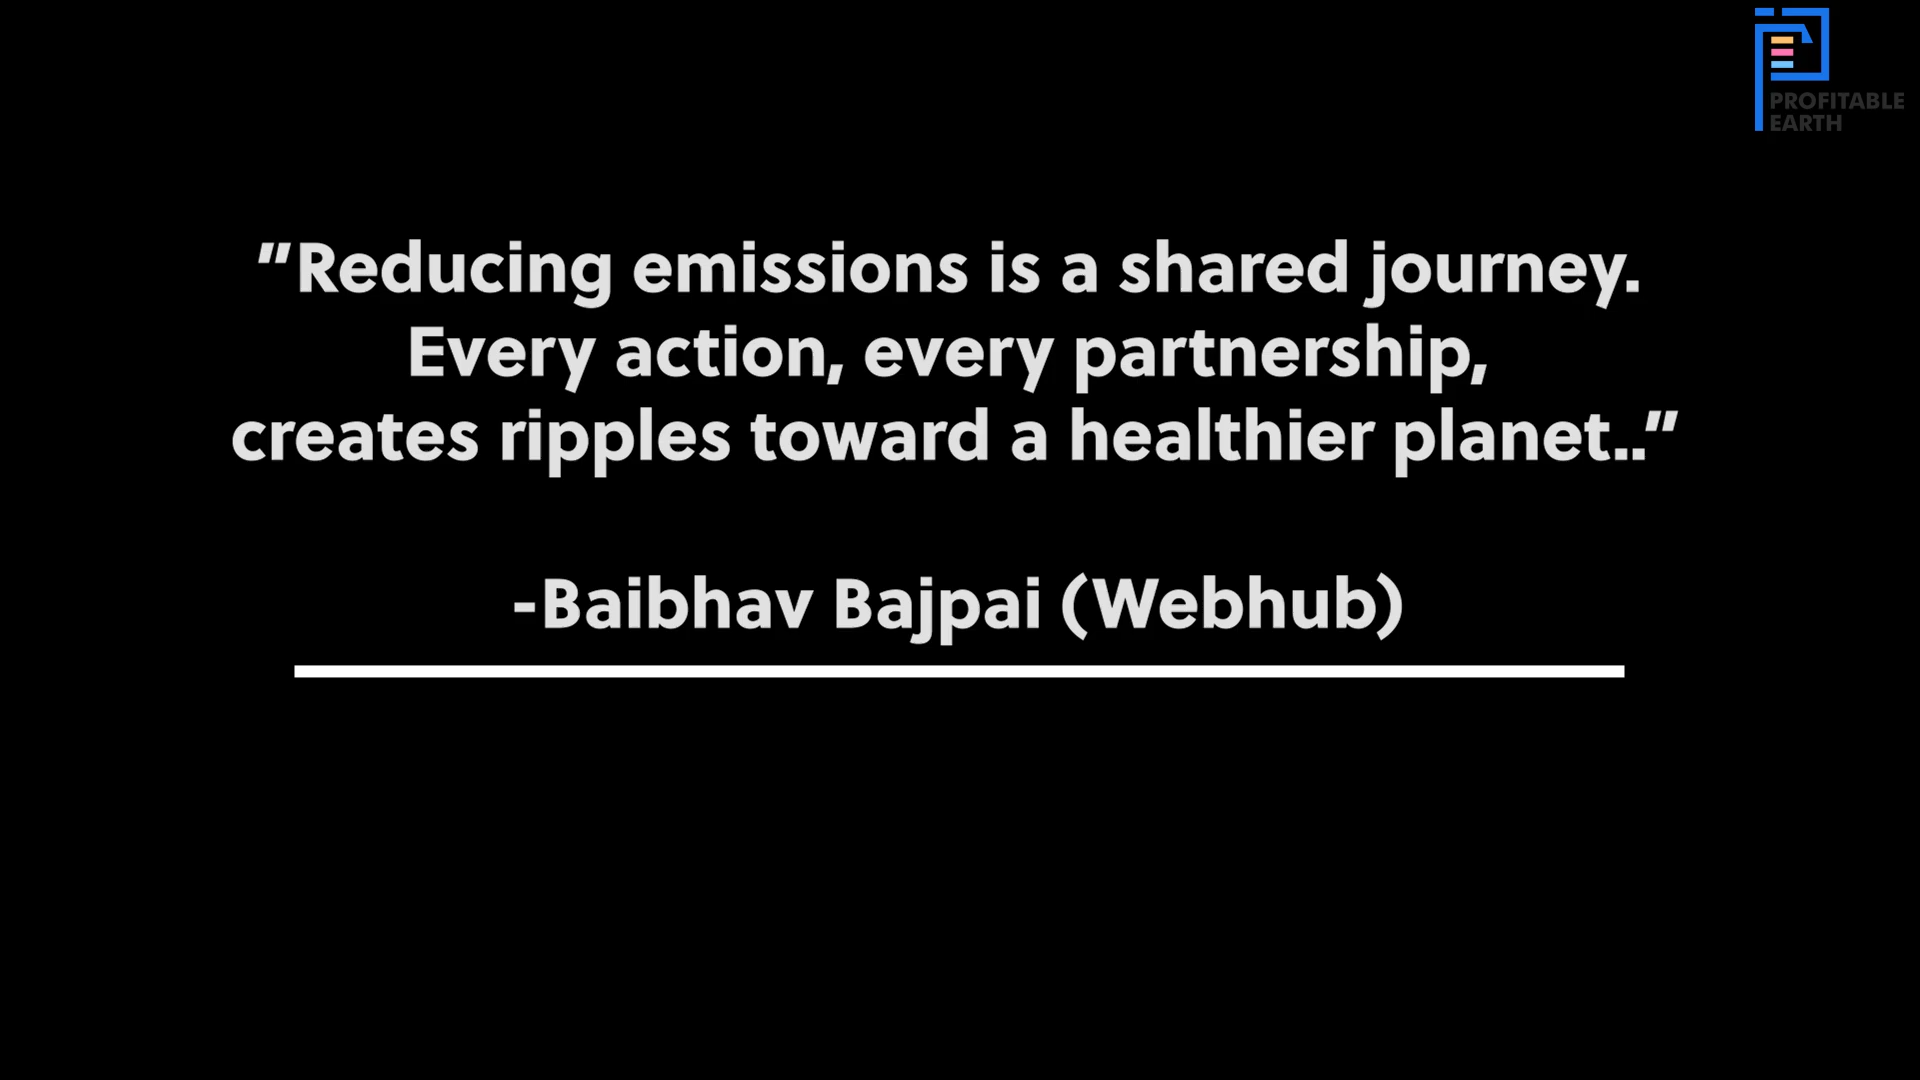 PROFITABLE
EARTH
“Reducing emissions is a shared journey.
Every action, every partnership,
creates ripples toward a healthier planet..”
-Baibhav Bajpai (Webhub)